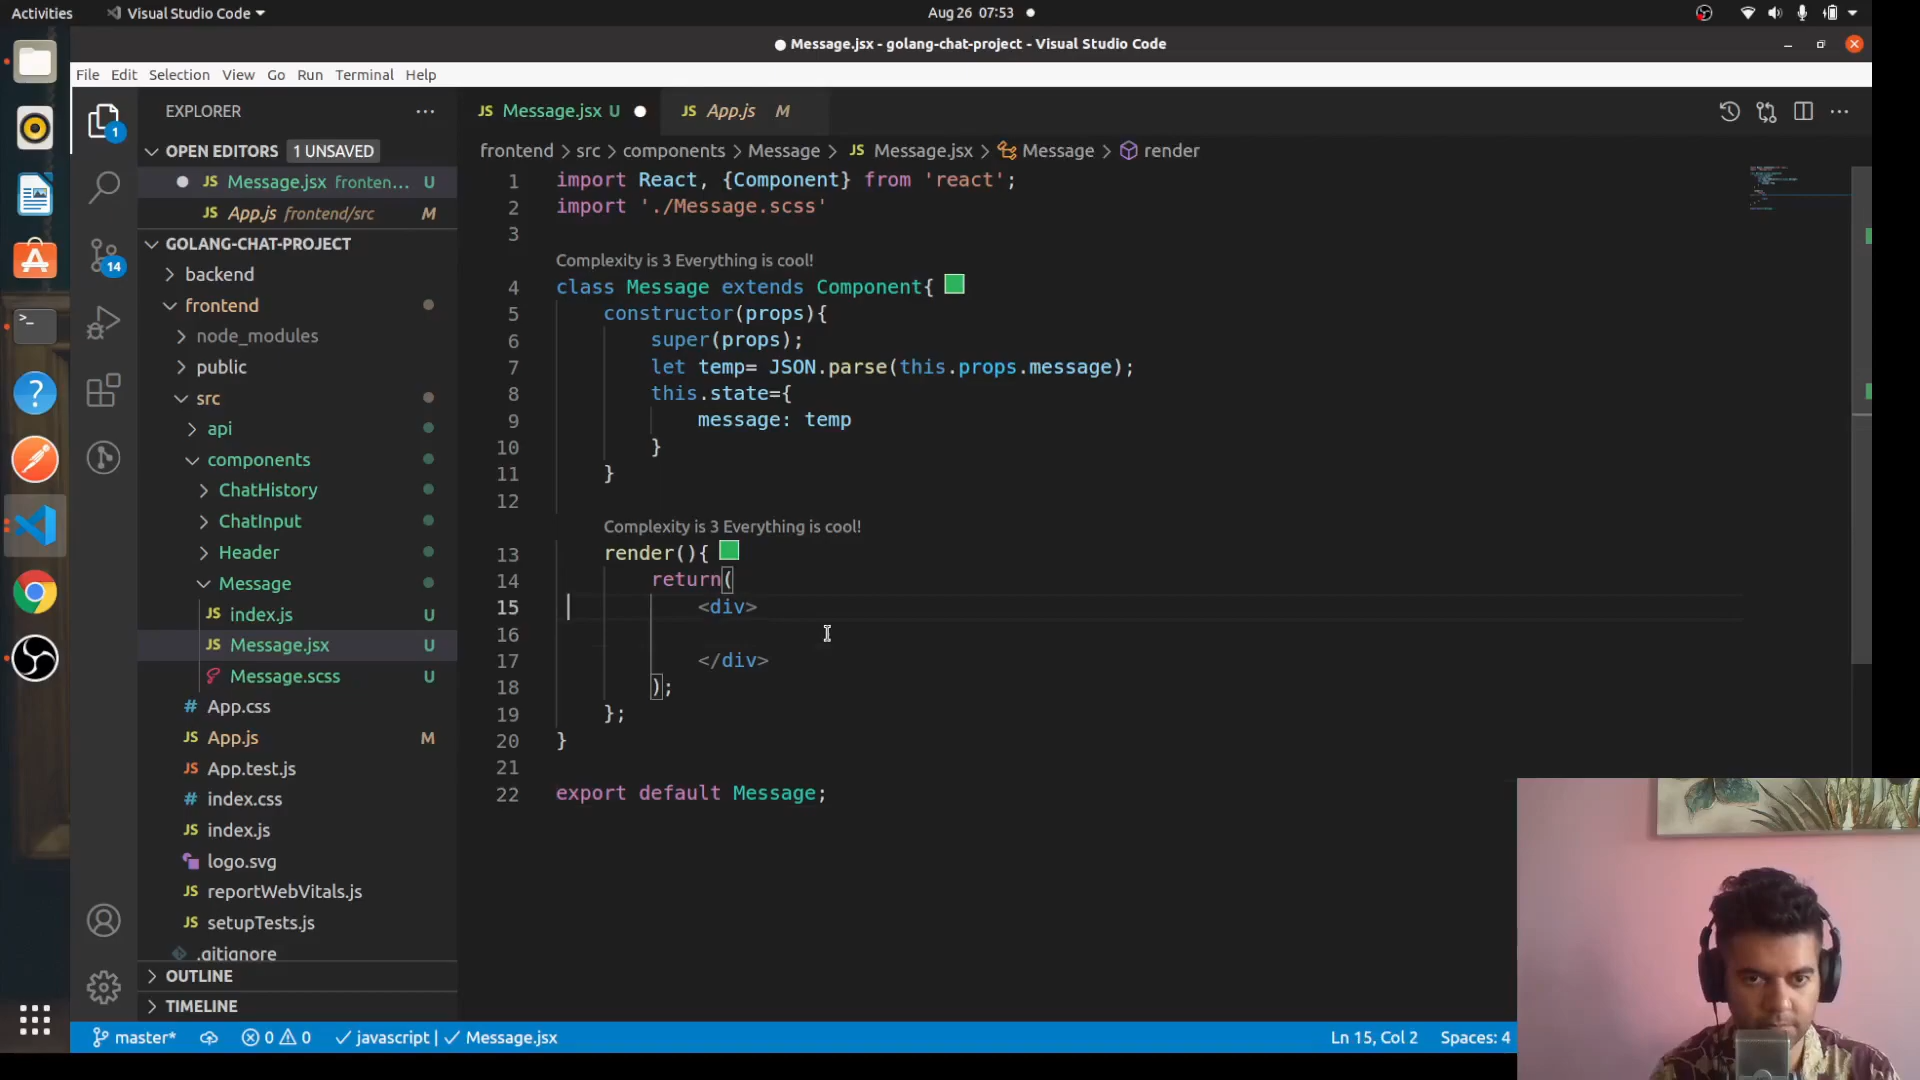 Activities
Visual Studio Code
Aug 26 07:53
Message.jsx - golang-chat-project - Visual Studio Code
File Edit Selection View Go Run Terminal Help
EXPLORER
OPEN EDITORS 1 UNSAVED
JS Message.jsx fronten... U
JS App.js frontend/src M
GOLANG-CHAT-PROJECT
backend
frontend
node_modules
public
src
api
components
ChatHistory
ChatInput
Header
Message
JS index.js U
JS Message.jsx U
Message.scss U
# App.css
JS App.js M
JS App.test.js
# index.css
JS index.js
logo.svg
JS reportWebVitals.js
JS setupTests.js
.gitignore
OUTLINE
TIMELINE
1
14
JS Message.jsx U
JS App.js M
frontend > src > components > Message > JS Message.jsx > Message > render
1 import React, {Component} from 'react';
2 import './Message.scss'
3
Complexity is 3 Everything is cool!
4 class Message extends Component{
5 constructor(props){
6 super(props);
7 let temp= JSON.parse(this.props.message);
8 this.state={
9 message: temp
10 }
11 }
12
Complexity is 3 Everything is cool!
13 render(){
14 return(
15 <div>
16
17 </div>
18 );
19 };
20 }
21
22 export default Message;
master* 0 0 javascript | Message.jsx
Ln 15, Col 2 Spaces: 4